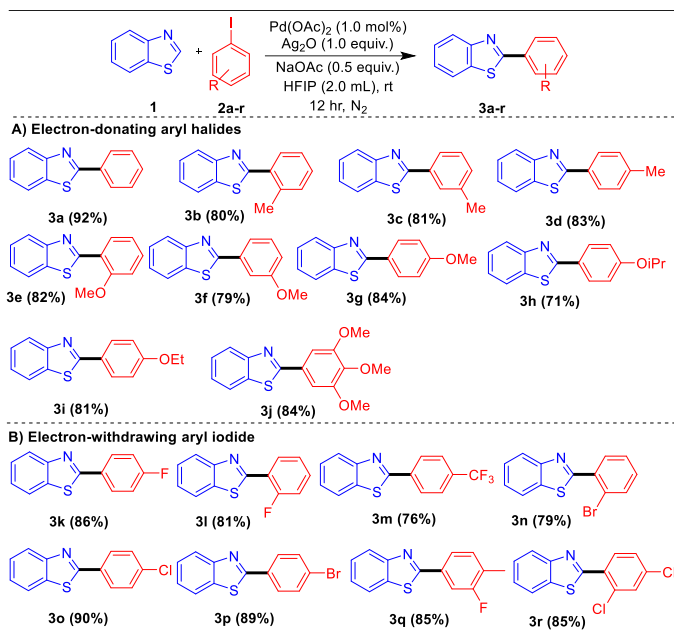 N
S
1
+
I
R
2a-r
Pd(OAc)2 (1.0 mol%)
Ag2O (1.0 equiv.)
NaOAc (0.5 equiv.)
HFIP (2.0 mL), rt
12 hr, N2
N
S
R
3a-r
A) Electron-donating aryl halides
N
S
3a (92%)
N
S
Me
3b (80%)
N
S
Me
3c (81%)
N
S
Me
3d (83%)
N
S
MeO
3e (82%)
N
S
OMe
3f (79%)
N
S
OMe
3g (84%)
N
S
OiPr
3h (71%)
N
S
OEt
3i (81%)
N
S
OMe
OMe
OMe
3j (84%)
B) Electron-withdrawing aryl iodide
N
S
F
3k (86%)
N
S
F
3l (81%)
N
S
CF3
3m (76%)
N
S
Br
3n (79%)
N
S
Cl
3o (90%)
N
S
Br
3p (89%)
N
S
F
3q (85%)
N
S
Cl
Cl
3r (85%)